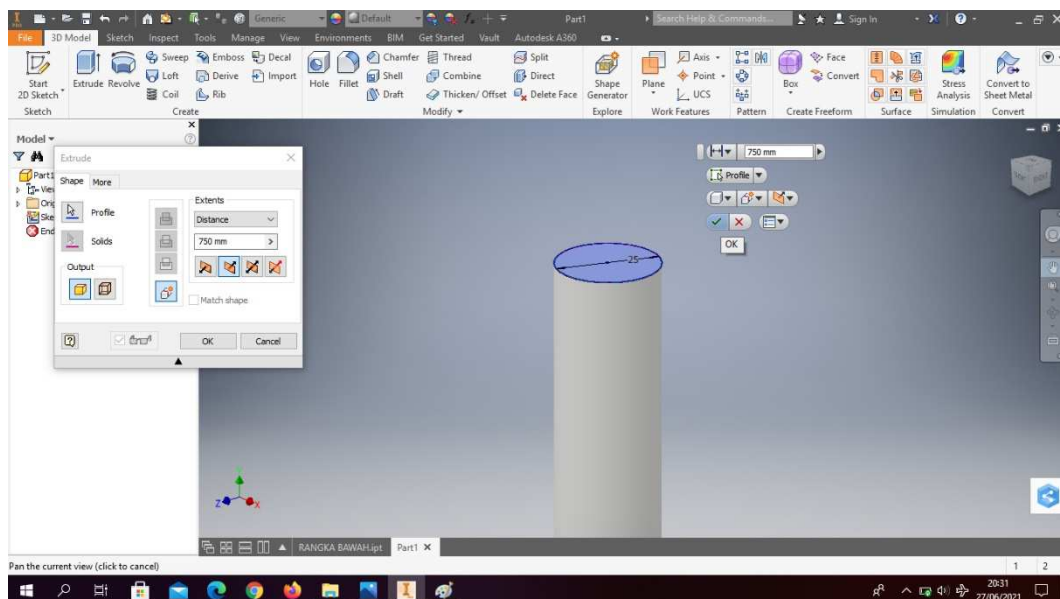 PRO
Generic
Default
Part1
Search Help & Commands...
Sign In
File 3D Model Sketch Inspect Tools Manage View Environments BIM Get Started Vault Autodesk A360
Start 2D Sketch
Extrude
Revolve
Sweep
Loft
Coil
Emboss
Derive
Rib
Decal
Import
Hole
Fillet
Chamfer
Shell
Draft
Thread
Combine
Thicken/ Offset
Split
Direct
Delete Face
Shape Generator
Plane
Axis
Point
UCS
Box
Face
Convert
Stress Analysis
Convert to Sheet Metal
Sketch Create Modify Explore Work Features Pattern Create Freeform Surface Simulation Convert
Model
Part1
Vie
Orig
Ske
End
Extrude
Shape More
Profile
Solids
Output
Extents
Distance
750 mm
Match shape
OK Cancel
750 mm
Profile
OK
25
Y
Z
X
RANGKA BAWAH.ipt Part1
Pan the current view (click to cancel)
1 2
20:31
27/06/2021